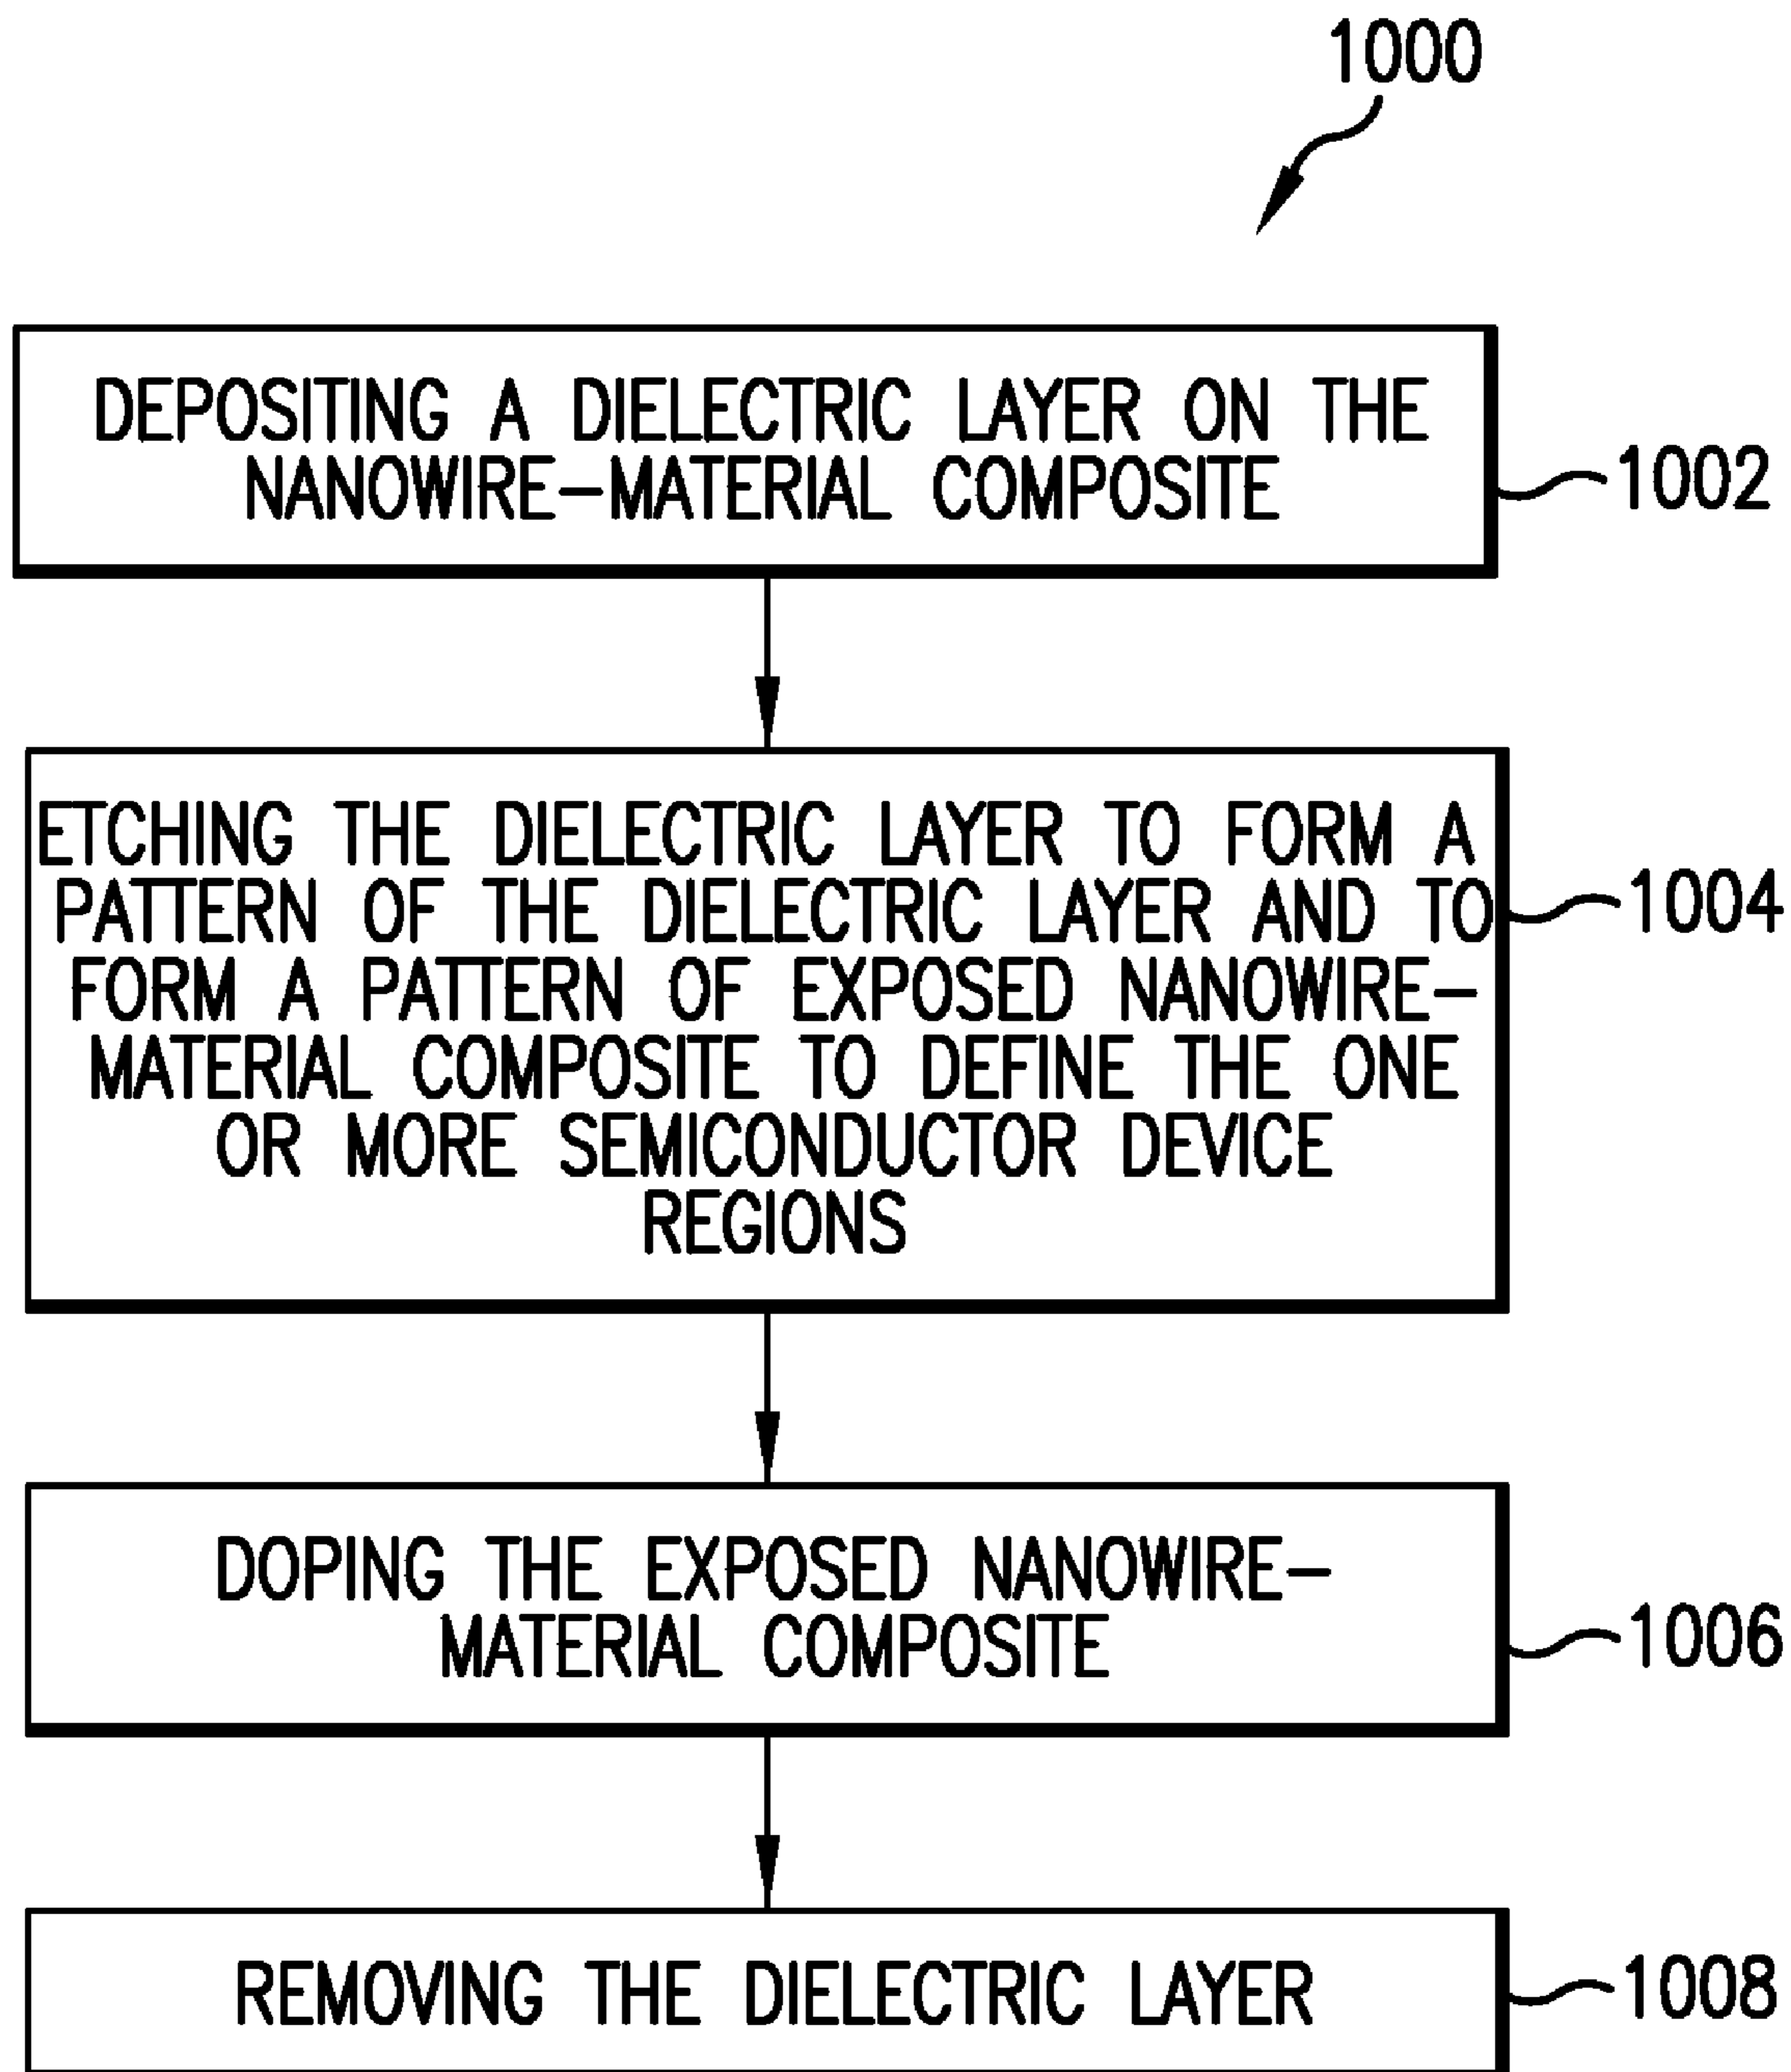 1000
DEPOSITING A DIELECTRIC LAYER ON THE
NANOWIRE-MATERIAL COMPOSITE
1002
ETCHING THE DIELECTRIC LAYER TO FORM A
PATTERN OF THE DIELECTRIC LAYER AND TO
FORM A PATTERN OF EXPOSED NANOWIRE-
MATERIAL COMPOSITE TO DEFINE THE ONE
OR MORE SEMICONDUCTOR DEVICE
REGIONS
1004
DOPING THE EXPOSED NANOWIRE-
MATERIAL COMPOSITE
1006
REMOVING THE DIELECTRIC LAYER
1008